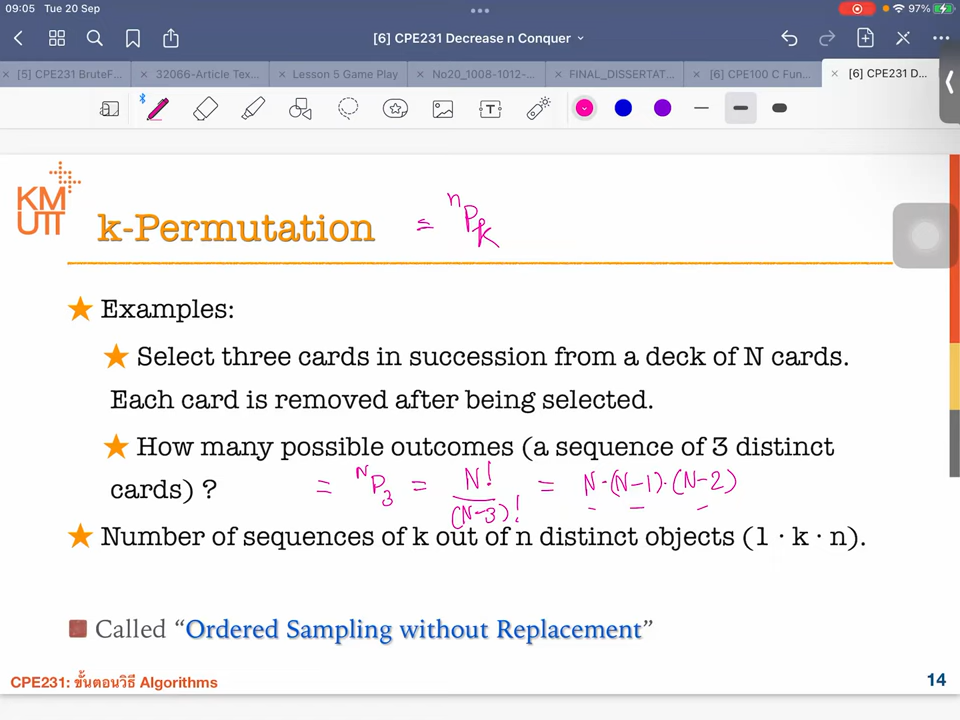 09:05 Tue 20 Sep 97%
[6] CPE231 Decrease n Conquer
[5] CPE231 BruteF... 32066-Article Tex... Lesson 5 Game Play No20_1008-1012-... FINAL_DISSERTAT... [6] CPE100 C Fun... [6] CPE231 D...
KM
UTT
k-Permutation = ⁿPₖ
Examples:
Select three cards in succession from a deck of N cards.
Each card is removed after being selected.
How many possible outcomes (a sequence of 3 distinct
cards) ? = ᴺP₃ = N!/(N-3)! = N·(N-1)·(N-2)
Number of sequences of k out of n distinct objects (1 · k · n).
Called “Ordered Sampling without Replacement”
CPE231: ขั้นตอนวิธี Algorithms 14